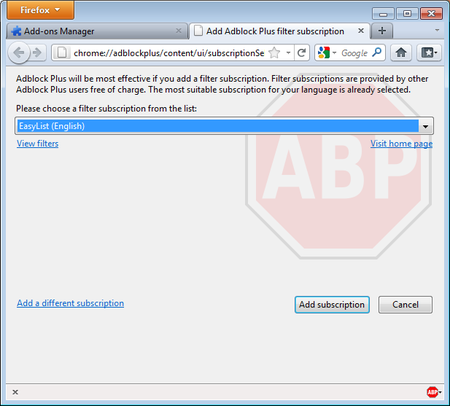 Firefox
Add-ons Manager
Add Adblock Plus filter subscription
chrome://adblockplus/content/ui/subscriptionSe
Google
Adblock Plus will be most effective if you add a filter subscription. Filter subscriptions are provided by other
Adblock Plus users free of charge. The most suitable subscription for your language is already selected.
Please choose a filter subscription from the list:
EasyList (English)
View filters
Visit home page
ABP
Add a different subscription
Add subscription
Cancel
ABP